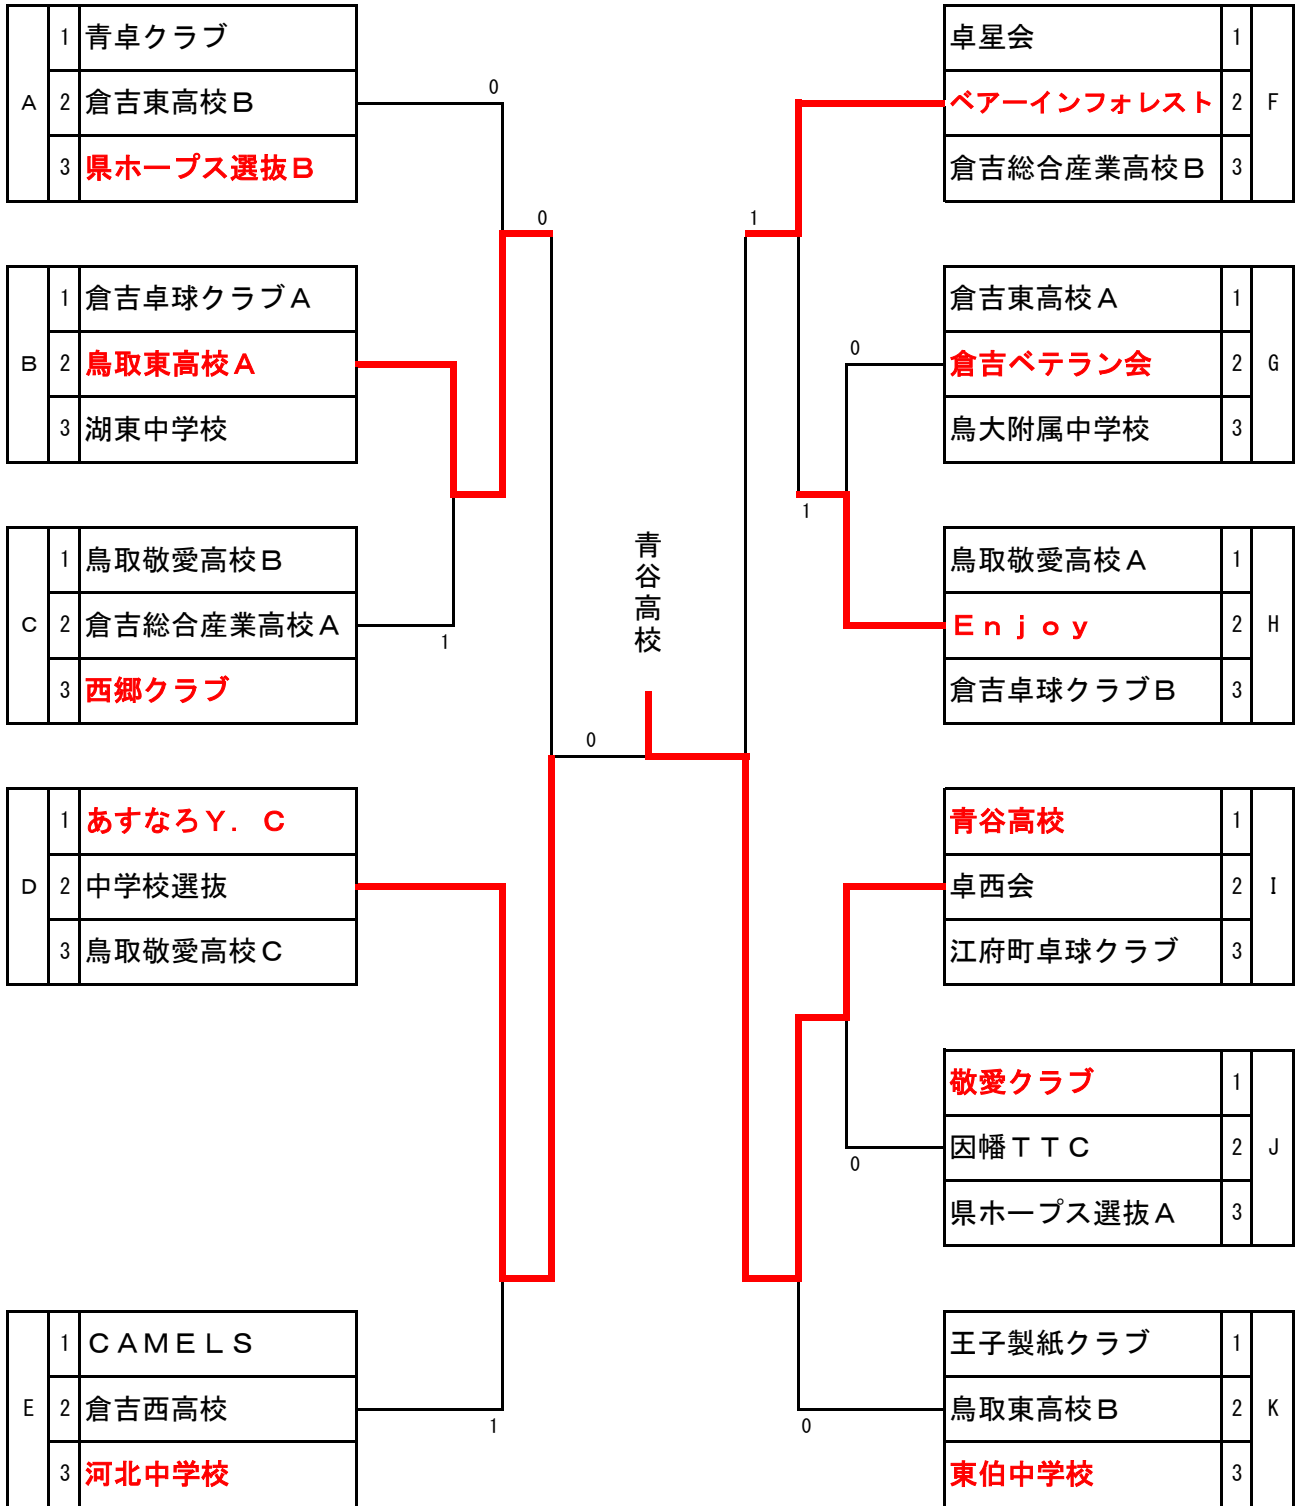 A
1 青卓クラブ
2 倉吉東高校B
3 県ホープス選抜B
B
1 倉吉卓球クラブA
2 鳥取東高校A
3 湖東中学校
C
1 鳥取敬愛高校B
2 倉吉総合産業高校A
3 西郷クラブ
D
1 あすなろY．C
2 中学校選抜
3 鳥取敬愛高校C
E
1 CAMELS
2 倉吉西高校
3 河北中学校
0
0
1
1
0
青谷高校
1
0
1
0
0
卓星会 1
ベアーインフォレスト 2
倉吉総合産業高校B 3
F
倉吉東高校A 1
倉吉ベテラン会 2
鳥大附属中学校 3
G
鳥取敬愛高校A 1
Enjoy 2
倉吉卓球クラブB 3
H
青谷高校 1
卓西会 2
江府町卓球クラブ 3
I
敬愛クラブ 1
因幡TTC 2
県ホープス選抜A 3
J
王子製紙クラブ 1
鳥取東高校B 2
東伯中学校 3
K